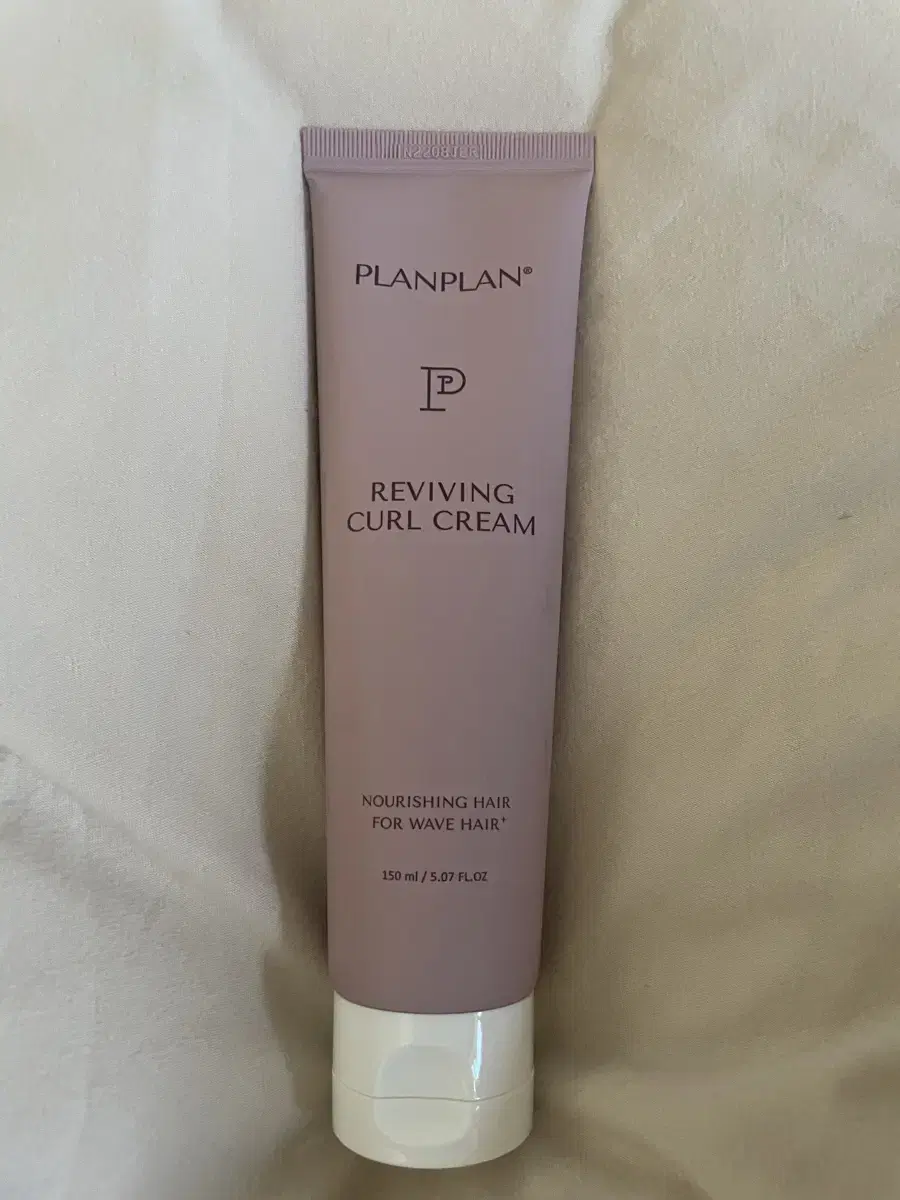 PLANPLAN®
P
REVIVING
CURL CREAM
NOURISHING HAIR
FOR WAVE HAIR⁺
150 ml / 5.07 FL.OZ